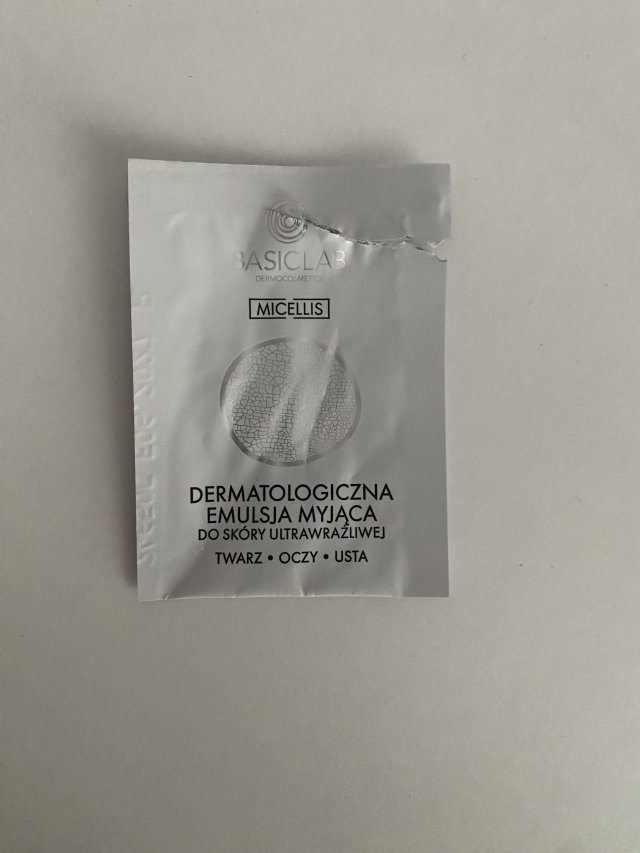 BASICLAB
DERMOCOSMETICS
MICELLIS
DERMATOLOGICZNA
EMULSJA MYJĄCA
DO SKÓRY ULTRAWRAŻLIWEJ
TWARZ • OCZY • USTA